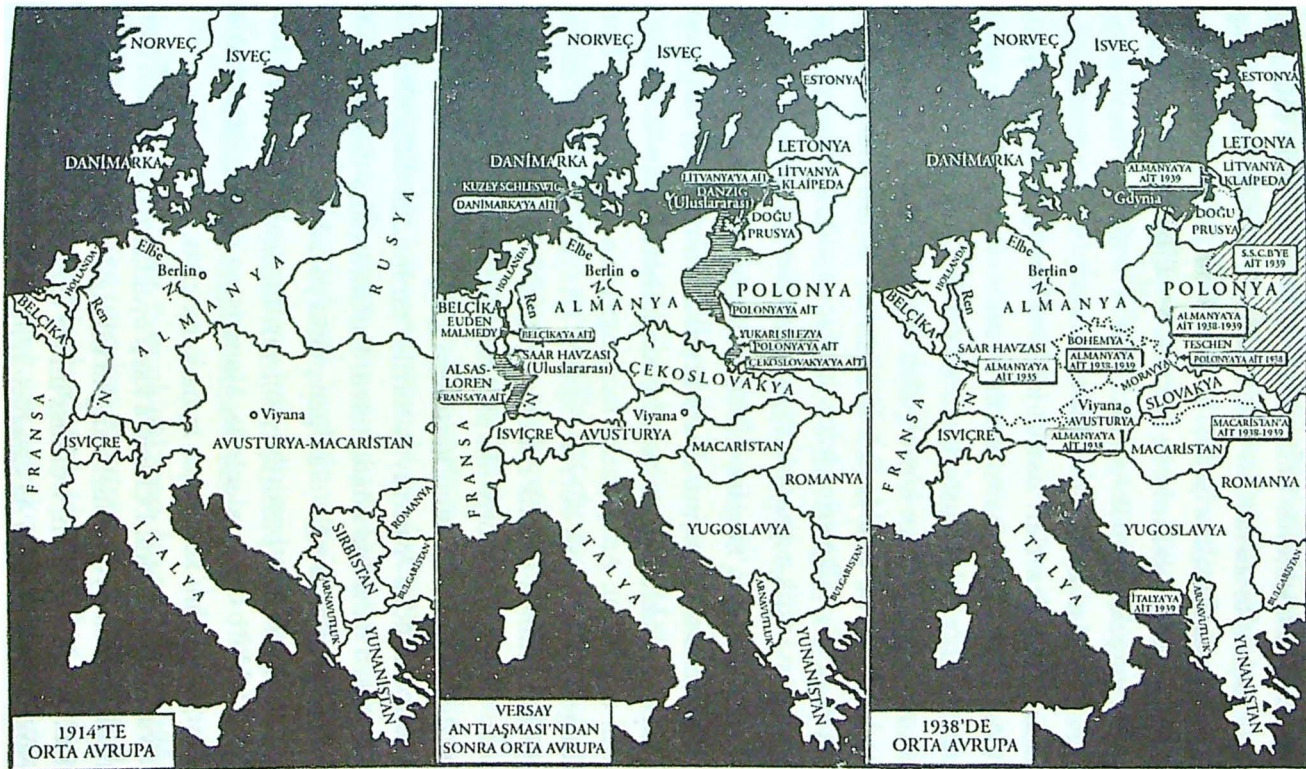 NORVEÇ
İSVEÇ
DANİMARKA
RUSYA
HOLLANDA
Elbe
Berlin
BELÇİKA
Ren
ALMANYA
FRANSA
Viyana
İSVİÇRE
AVUSTURYA-MACARİSTAN
ROMANYA
SIRBİSTAN
BULGARİSTAN
İTALYA
ARNAVUTLUK
YUNANİSTAN
1914'TE
ORTA AVRUPA
NORVEÇ
İSVEÇ
ESTONYA
LETONYA
DANİMARKA
LİTVANYA'YA AİT
LİTVANYA
KLAİPEDA
KUZEY SCHLESWIG
DANİMARKA'YA AİT
DANZIG
(Uluslararası)
DOĞU
PRUSYA
HOLLANDA
Elbe
Berlin
Ren
BELÇİKA
EUDEN
MALMEDY
BELÇİKA'YA AİT
ALMANYA
POLONYA
POLONYA'YA AİT
YUKARI SİLEZYA
POLONYA'YA AİT
ÇEKOSLOVAKYA'YA AİT
SAAR HAVZASI
(Uluslararası)
ALSAS-
LOREN
FRANSA'YA AİT
ÇEKOSLOVAKYA
Viyana
FRANSA
İSVİÇRE
AVUSTURYA
MACARİSTAN
ROMANYA
YUGOSLAVYA
İTALYA
BULGARİSTAN
ARNAVUTLUK
YUNANİSTAN
VERSAY
ANTLAŞMASI'NDAN
SONRA ORTA AVRUPA
NORVEÇ
İSVEÇ
ESTONYA
LETONYA
DANİMARKA
ALMANYA'YA
AİT 1939
LİTVANYA
KLAİPEDA
Gdynia
DOĞU
PRUSYA
S.S.C.B'YE
AİT 1939
HOLLANDA
Elbe
Berlin
BELÇİKA
Ren
ALMANYA
POLONYA
ALMANYA'YA
AİT 1938-1939
TESCHEN
POLONYA'YA AİT 1938
BOHEMYA
ALMANYA'YA
AİT 1938-1939
SAAR HAVZASI
ALMANYA'YA
AİT 1935
MORAVYA
SLOVAKYA
Viyana
AVUSTURYA
ALMANYA'YA
AİT 1938
MACARİSTAN'A
AİT 1938-1939
FRANSA
İSVİÇRE
MACARİSTAN
ROMANYA
YUGOSLAVYA
İTALYA
BULGARİSTAN
İTALYA'YA
AİT 1939
ARNAVUTLUK
YUNANİSTAN
1938'DE
ORTA AVRUPA